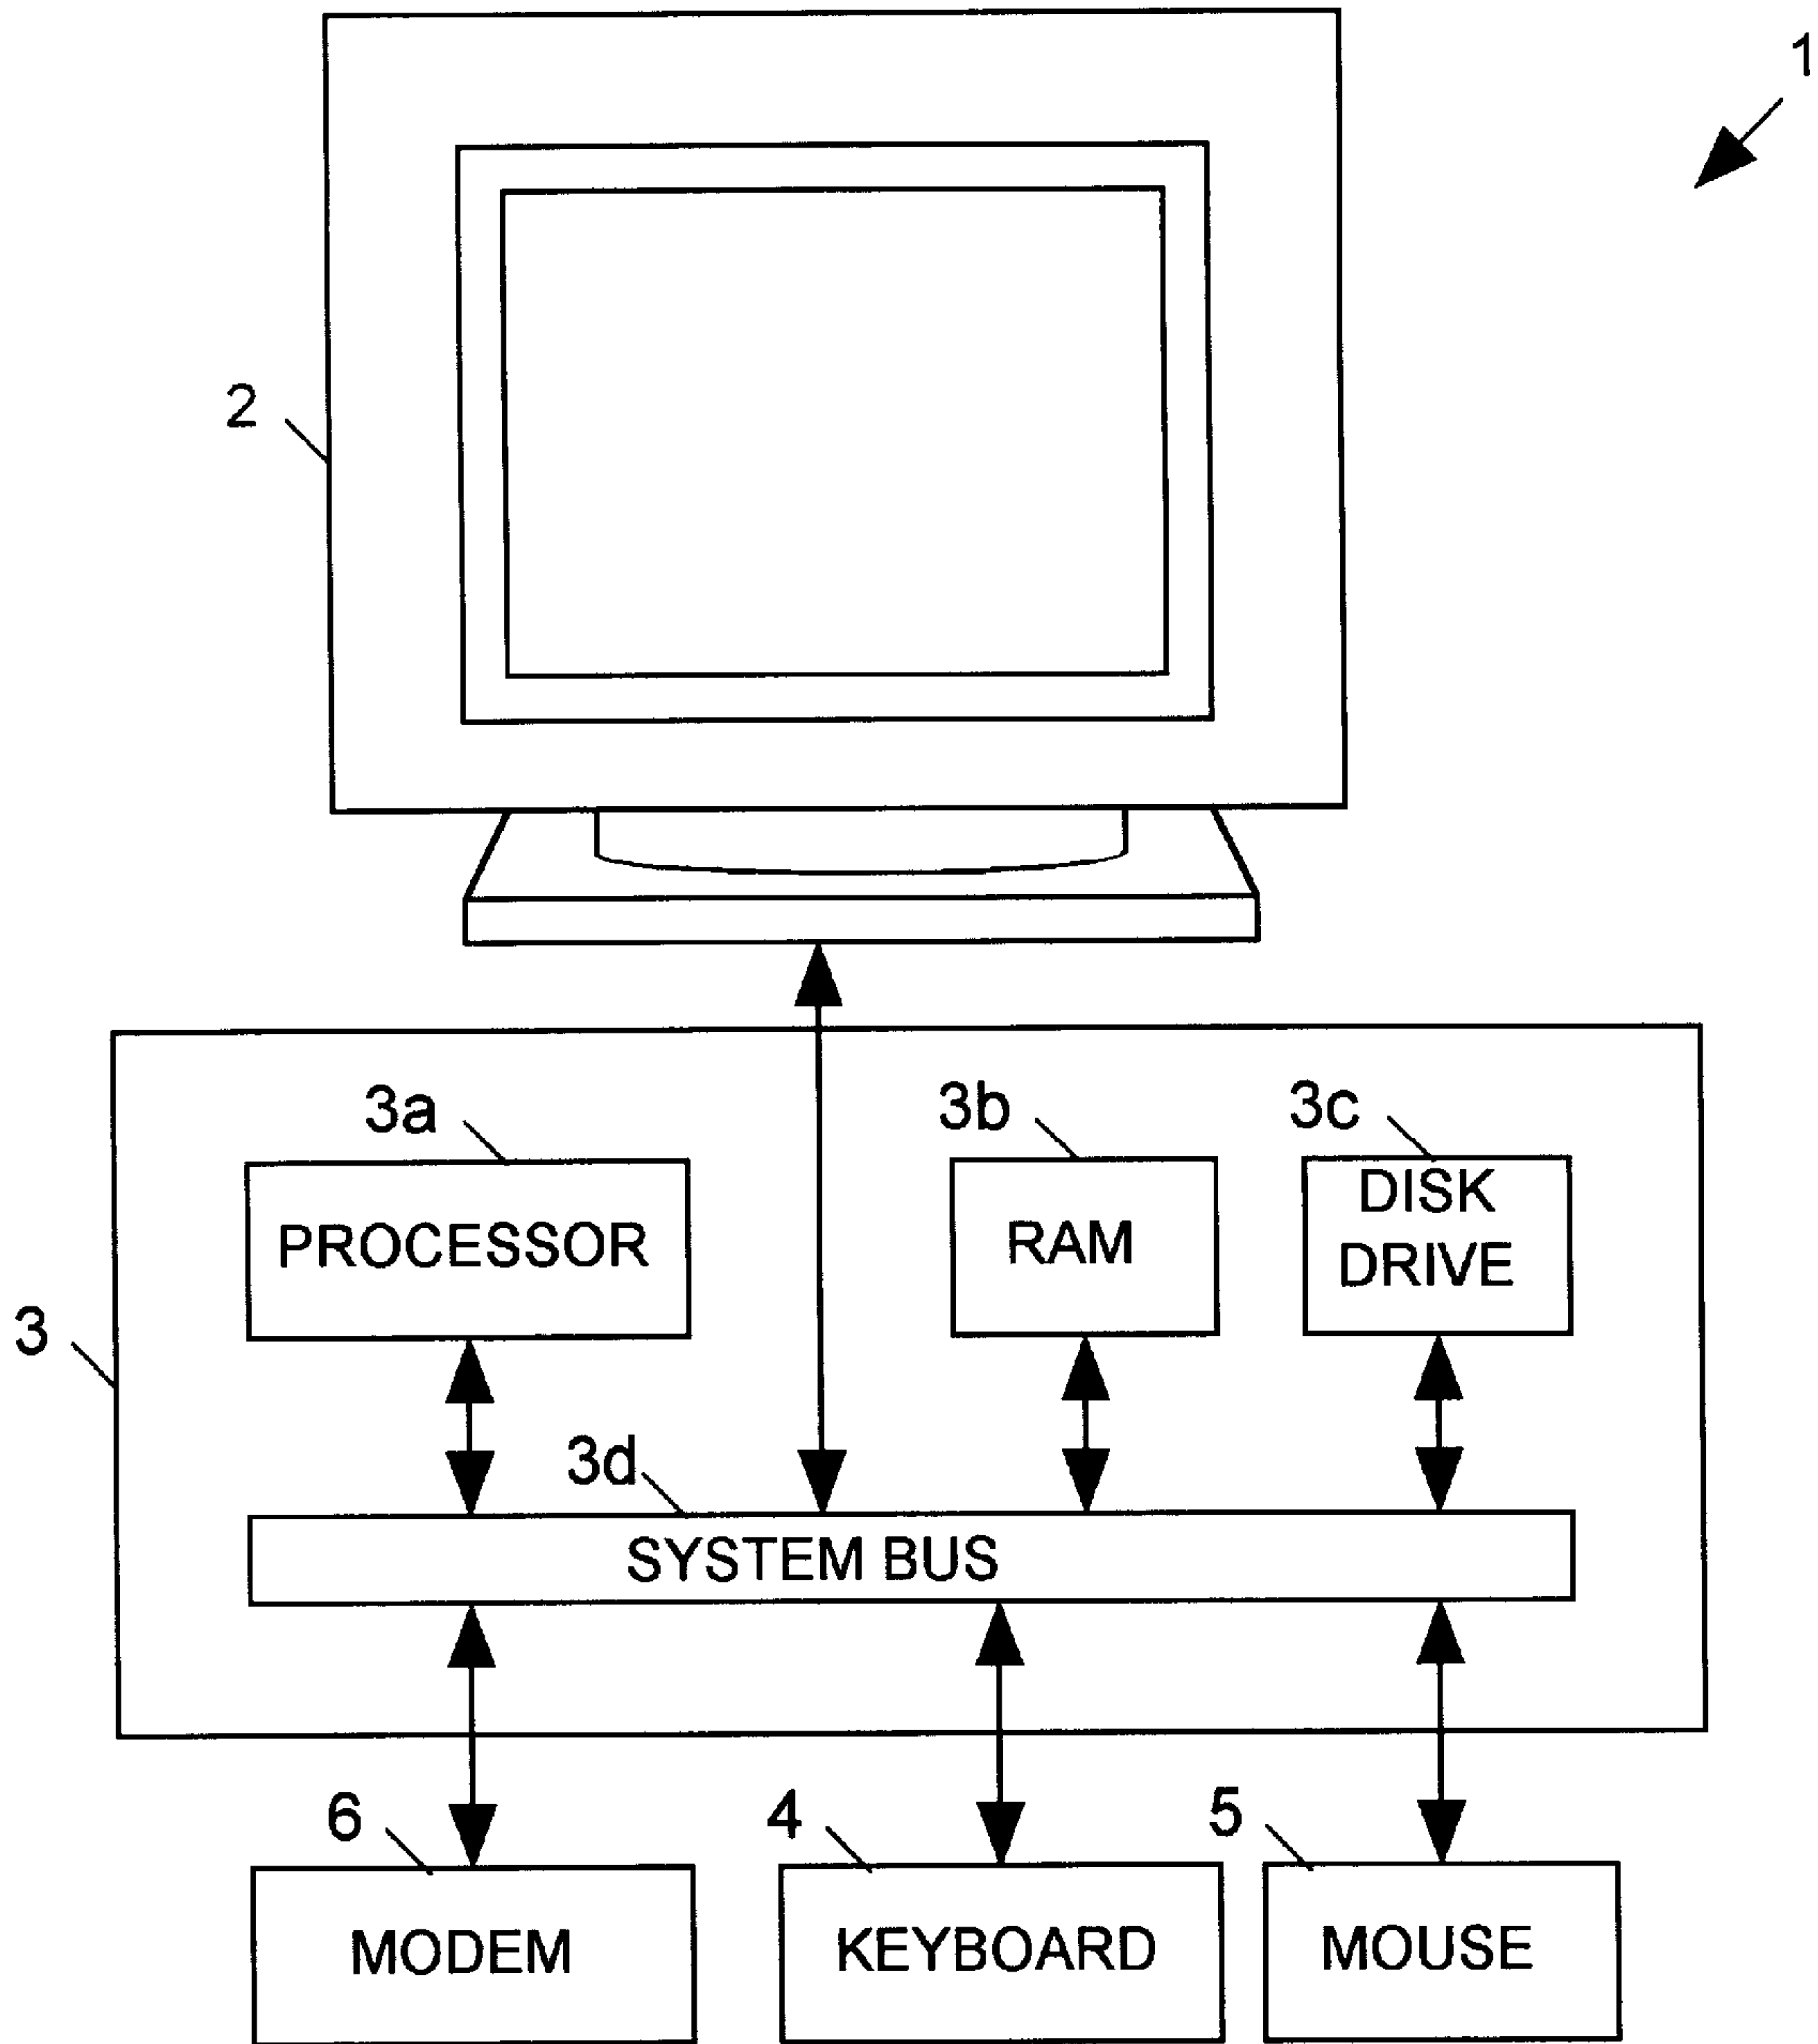 1
2
3a
3b
3c
PROCESSOR
RAM
DISK
DRIVE
3
3d
SYSTEM BUS
6
4
5
MODEM
KEYBOARD
MOUSE